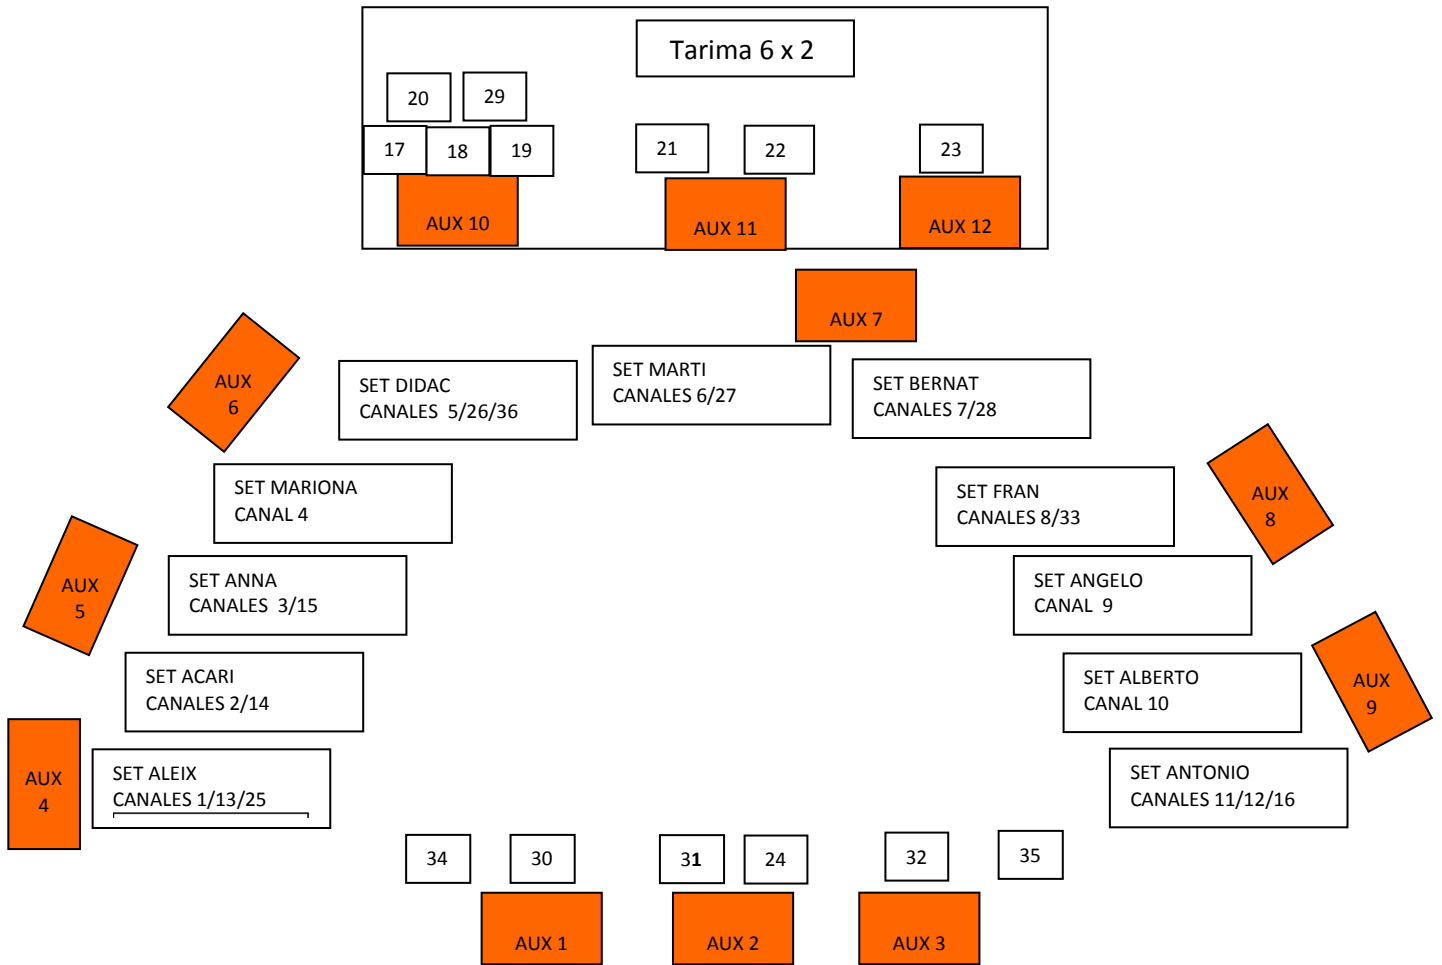 Tarima 6 x 2
20
29
17
18
19
21
22
23
AUX 10
AUX 11
AUX 12
AUX 7
AUX
6
SET DIDAC
CANALES  5/26/36
SET MARTI
CANALES 6/27
SET BERNAT
CANALES 7/28
SET MARIONA
CANAL 4
SET FRAN
CANALES 8/33
AUX
8
AUX
5
SET ANNA
CANALES  3/15
SET ANGELO
CANAL  9
SET ACARI
CANALES 2/14
SET ALBERTO
CANAL 10
AUX
9
AUX
4
SET ALEIX
CANALES 1/13/25
SET ANTONIO
CANALES 11/12/16
34
30
31
24
32
35
AUX 1
AUX 2
AUX 3